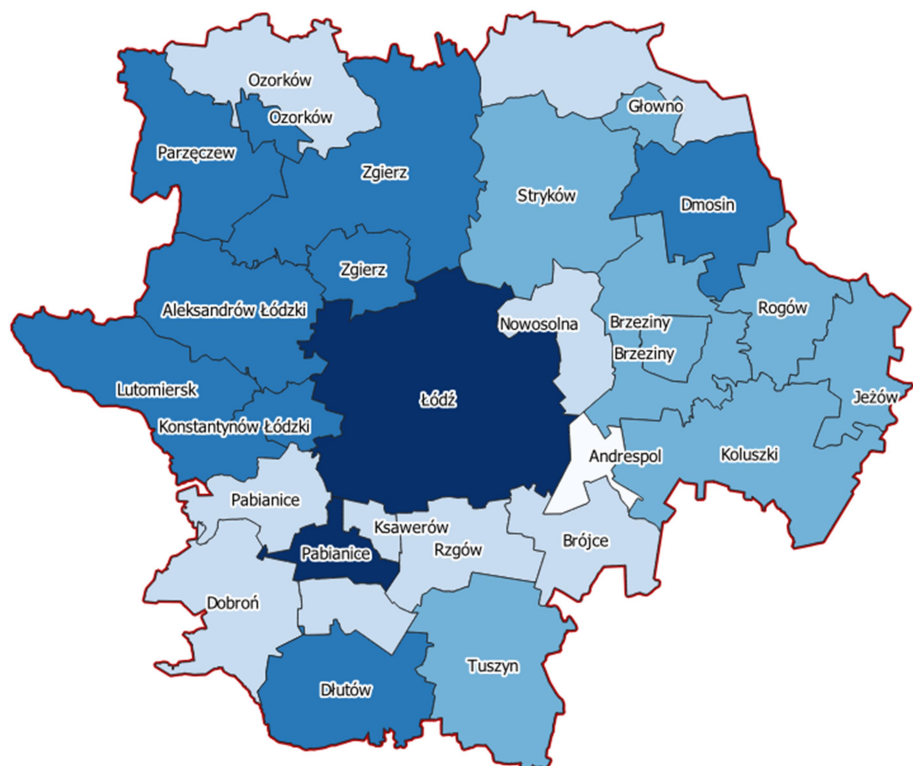 Ozorków
Głowno
Ozorków
Parzęczew
Zgierz
Stryków
Dmosin
Zgierz
Aleksandrów Łódzki
Nowosolna
Brzeziny
Rogów
Brzeziny
Lutomiersk
Łódź
Jeżów
Konstantynów Łódzki
Andrespol
Koluszki
Pabianice
Ksawerów
Pabianice
Rzgów
Brójce
Dobroń
Tuszyn
Dłutów